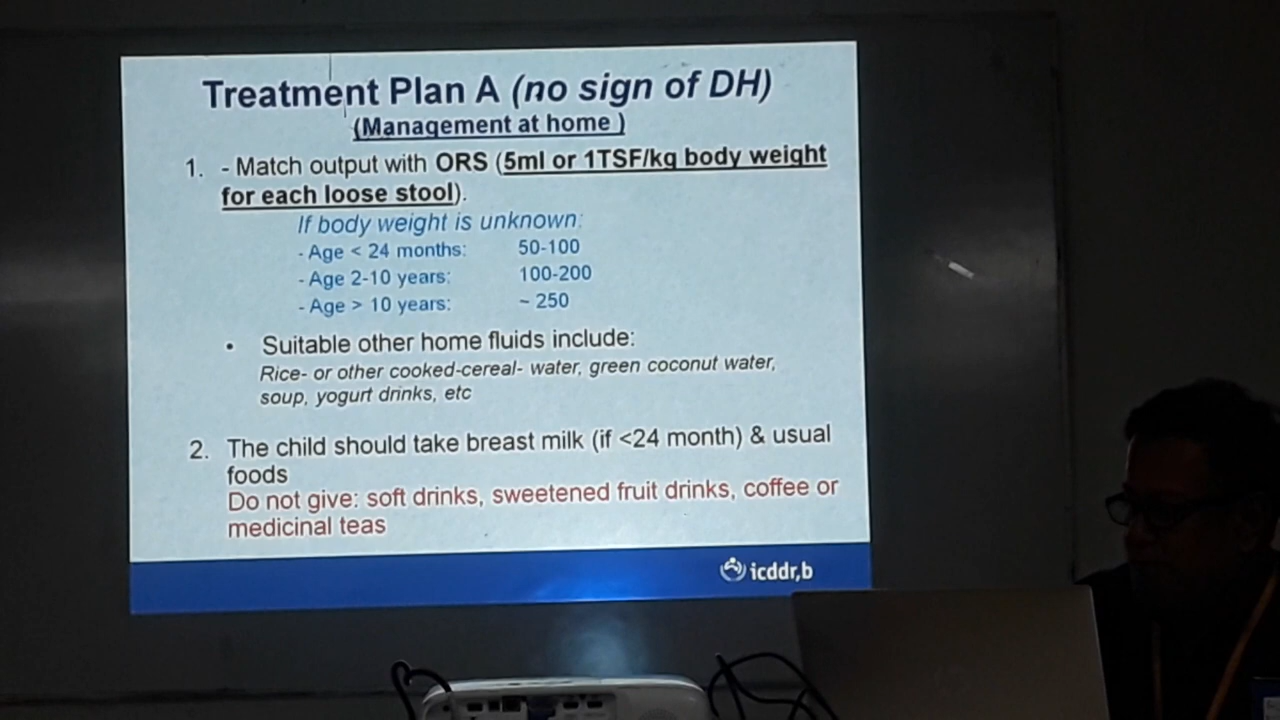 Treatment Plan A (no sign of DH)
(Management at home )
1. - Match output with ORS (5ml or 1TSF/kg body weight
for each loose stool).
If body weight is unknown:
- Age < 24 months: 50-100
- Age 2-10 years: 100-200
- Age > 10 years: ~ 250
• Suitable other home fluids include:
Rice- or other cooked-cereal- water, green coconut water,
soup, yogurt drinks, etc
2. The child should take breast milk (if <24 month) & usual
foods
Do not give: soft drinks, sweetened fruit drinks, coffee or
medicinal teas
icddr,b